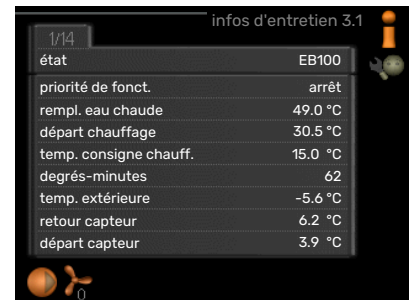 infos d'entretien 3.1
1/14
état EB100
priorité de fonct. arrêt
rempl. eau chaude 49.0 °C
départ chauffage 30.5 °C
temp. consigne chauff. 15.0 °C
degrés-minutes 62
temp. extérieure -5.6 °C
retour capteur 6.2 °C
départ capteur 3.9 °C
0